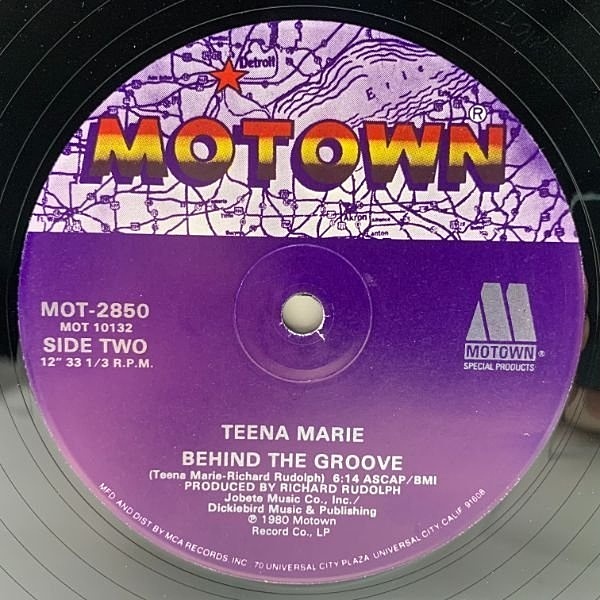 Detroit
Erie
MOTOWN®
Akron
Canton
MOT-2850
MOT 10132
SIDE TWO
12" 33 1/3 R.P.M.
MOTOWN®
SPECIAL PRODUCTS
TEENA MARIE
BEHIND THE GROOVE
(Teena Marie-Richard Rudolph) 6:14 ASCAP/BMI
PRODUCED BY RICHARD RUDOLPH
Jobete Music Co., Inc./
Dickiebird Music & Publishing
℗ 1980 Motown
Record Co., LP
MFD. AND DIST BY MCA RECORDS, INC. 70 UNIVERSAL CITY PLAZA, UNIVERSAL CITY, CALIF. 91608